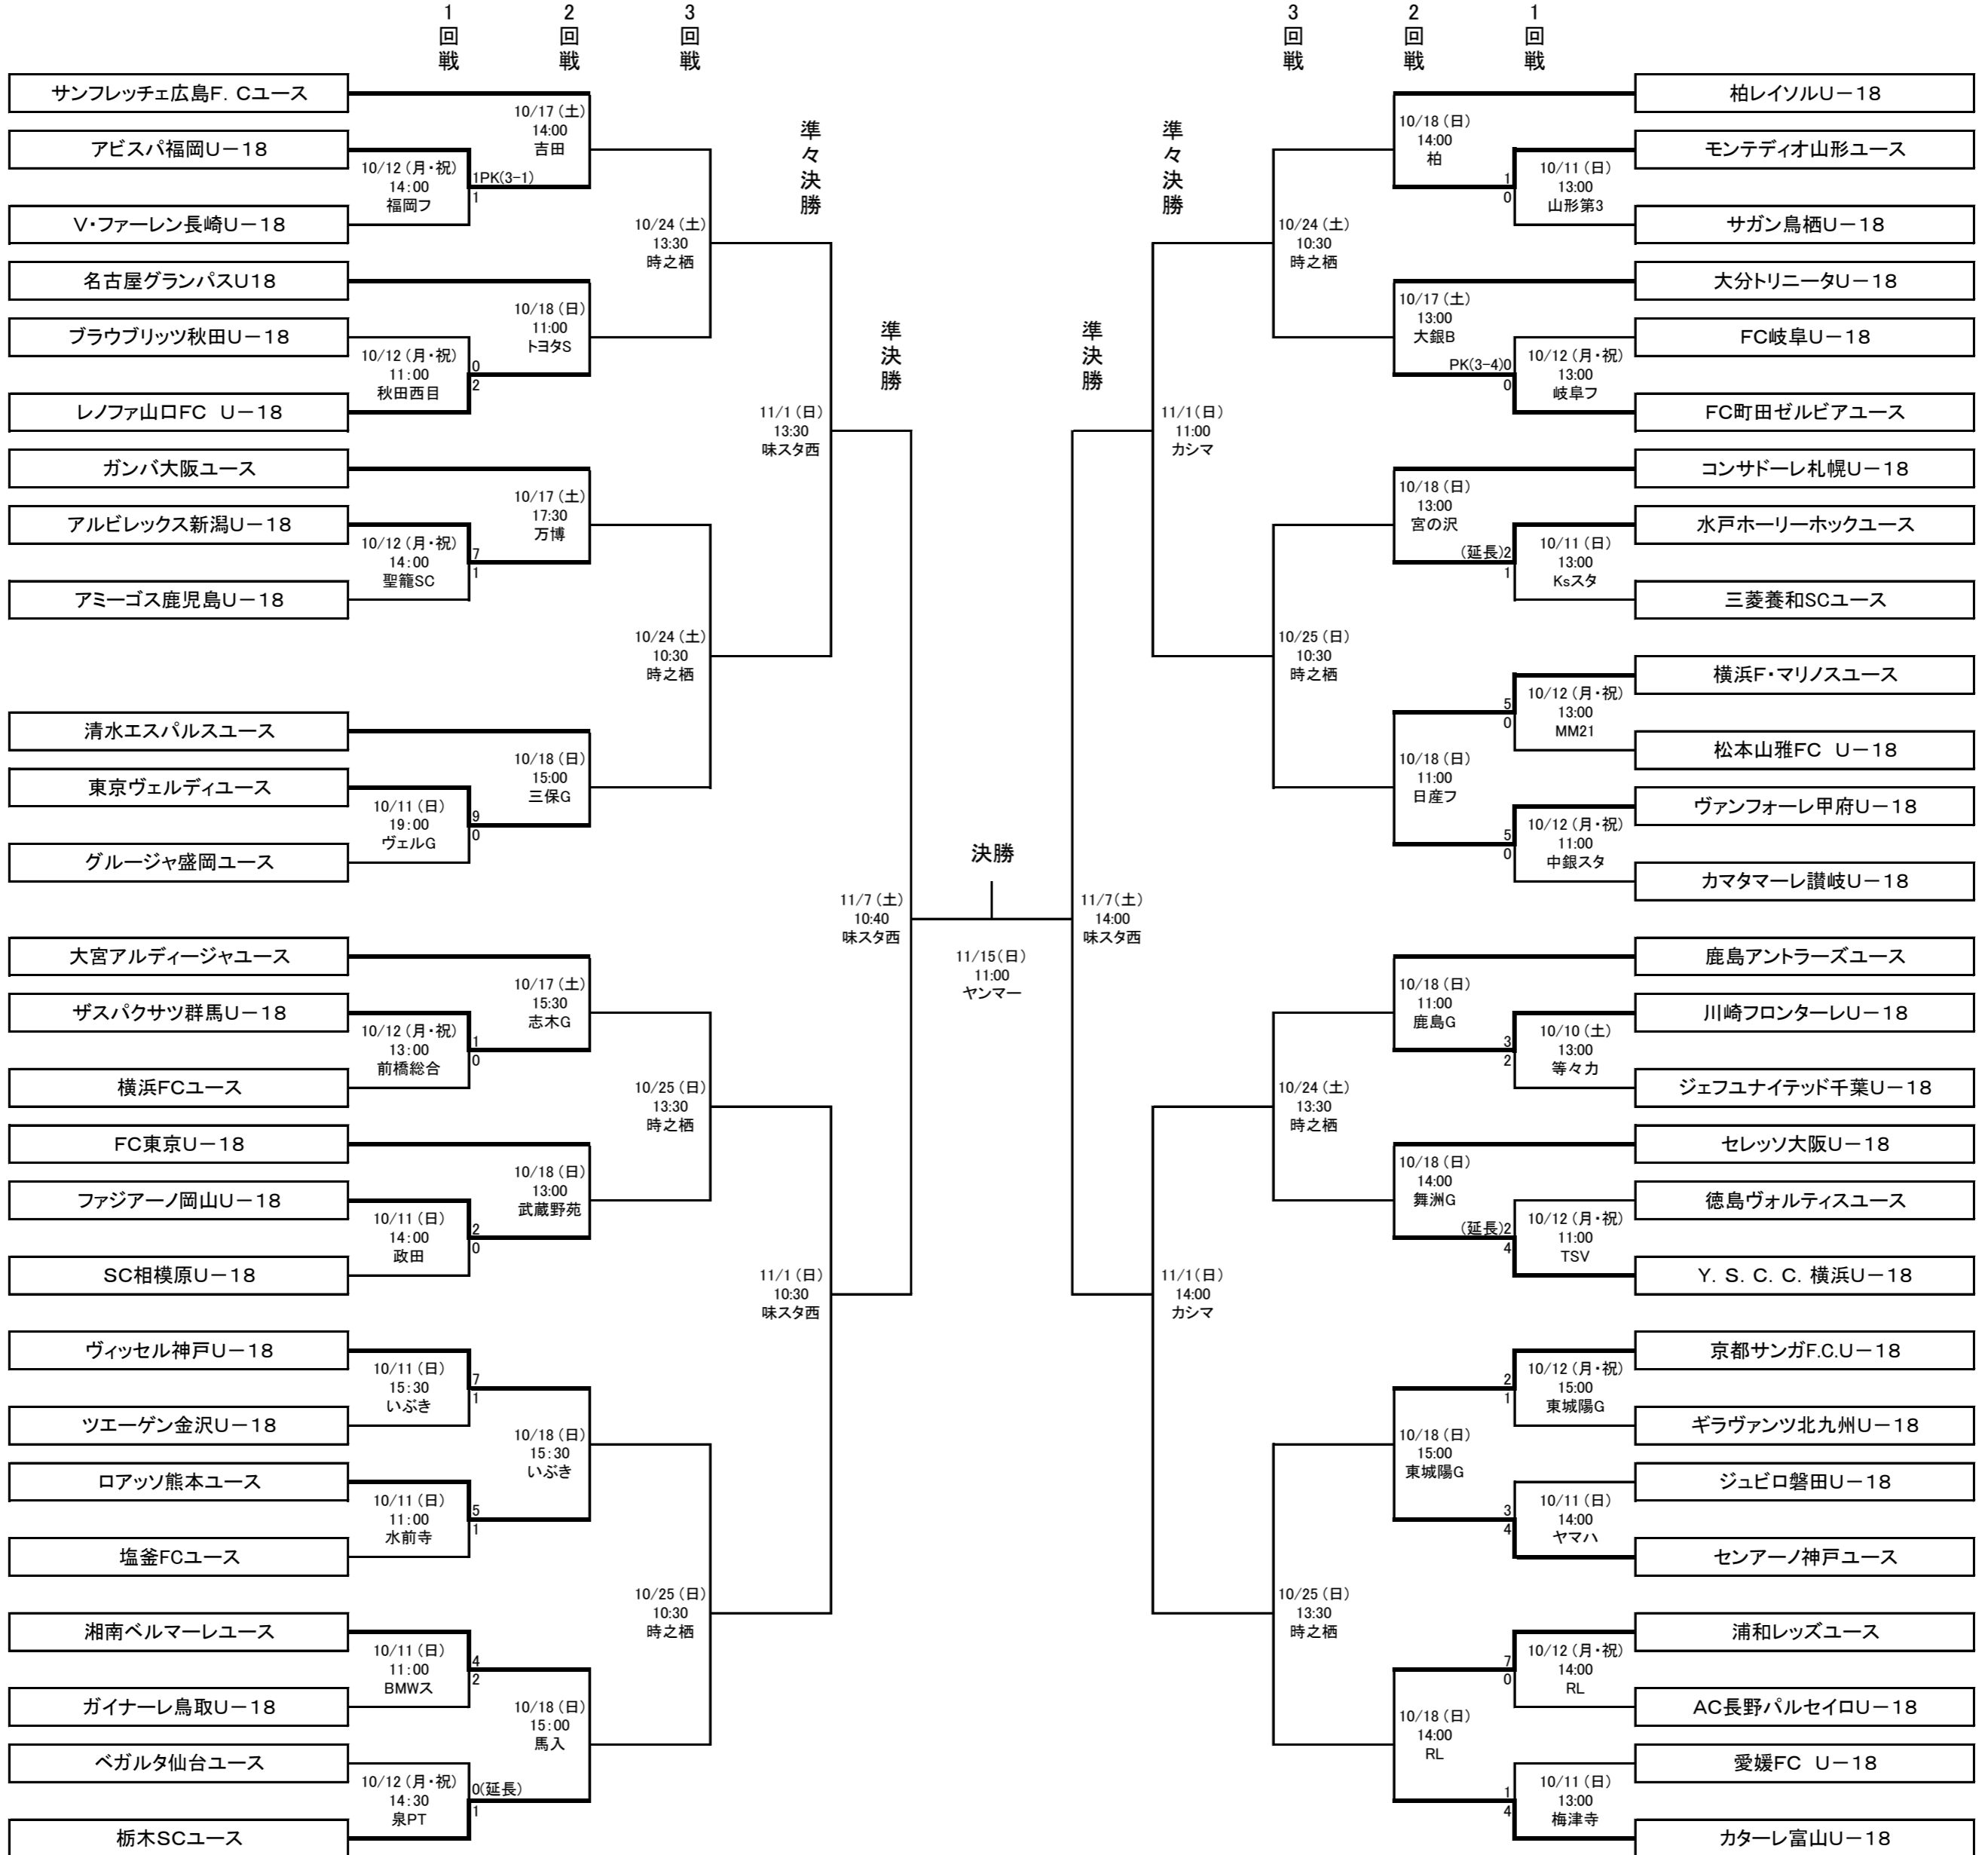 1回戦
2回戦
3回戦
3回戦
2回戦
1回戦
準々決勝
準々決勝
準決勝
準決勝
決勝
11/15(日)
11:00
ヤンマー
サンフレッチェ広島F. Cユース
10/17(土)
14:00
吉田
アビスパ福岡U-18
10/12(月・祝)
14:00
福岡フ
1PK(3-1)
1
V・ファーレン長崎U-18
10/24(土)
13:30
時之栖
名古屋グランパスU18
10/18(日)
11:00
トヨタS
ブラウブリッツ秋田U-18
10/12(月・祝)
11:00
秋田西目
0
2
レノファ山口FC U-18
11/1(日)
13:30
味スタ西
ガンバ大阪ユース
10/17(土)
17:30
万博
アルビレックス新潟U-18
10/12(月・祝)
14:00
聖籠SC
7
1
アミーゴス鹿児島U-18
10/24(土)
10:30
時之栖
清水エスパルスユース
10/18(日)
15:00
三保G
東京ヴェルディユース
10/11(日)
19:00
ヴェルG
9
0
グルージャ盛岡ユース
11/7(土)
10:40
味スタ西
大宮アルディージャユース
10/17(土)
15:30
志木G
ザスパクサツ群馬U-18
10/12(月・祝)
13:00
前橋総合
1
0
横浜FCユース
10/25(日)
13:30
時之栖
FC東京U-18
10/18(日)
13:00
武蔵野苑
ファジアーノ岡山U-18
10/11(日)
14:00
政田
2
0
SC相模原U-18
11/1(日)
10:30
味スタ西
ヴィッセル神戸U-18
10/11(日)
15:30
いぶき
7
1
ツエーゲン金沢U-18
10/18(日)
15:30
いぶき
ロアッソ熊本ユース
10/11(日)
11:00
水前寺
5
1
塩釜FCユース
10/25(日)
10:30
時之栖
湘南ベルマーレユース
10/11(日)
11:00
BMWス
4
2
ガイナーレ鳥取U-18
10/18(日)
15:00
馬入
ベガルタ仙台ユース
10/12(月・祝)
14:30
泉PT
0(延長)
1
栃木SCユース
柏レイソルU-18
10/18(日)
14:00
柏
モンテディオ山形ユース
10/11(日)
13:00
山形第3
1
0
サガン鳥栖U-18
10/24(土)
10:30
時之栖
大分トリニータU-18
10/17(土)
13:00
大銀B
FC岐阜U-18
10/12(月・祝)
13:00
岐阜フ
PK(3-4)0
0
FC町田ゼルビアユース
11/1(日)
11:00
カシマ
コンサドーレ札幌U-18
10/18(日)
13:00
宮の沢
水戸ホーリーホックユース
10/11(日)
13:00
Ksスタ
(延長)2
1
三菱養和SCユース
10/25(日)
10:30
時之栖
横浜F・マリノスユース
10/12(月・祝)
13:00
MM21
5
0
松本山雅FC U-18
10/18(日)
11:00
日産フ
ヴァンフォーレ甲府U-18
10/12(月・祝)
11:00
中銀スタ
5
0
カマタマーレ讃岐U-18
11/7(土)
14:00
味スタ西
鹿島アントラーズユース
10/18(日)
11:00
鹿島G
川崎フロンターレU-18
10/10(土)
13:00
等々力
3
2
ジェフユナイテッド千葉U-18
10/24(土)
13:30
時之栖
セレッソ大阪U-18
10/18(日)
14:00
舞洲G
徳島ヴォルティスユース
10/12(月・祝)
11:00
TSV
(延長)2
4
Y. S. C. C. 横浜U-18
11/1(日)
14:00
カシマ
京都サンガF.C.U-18
10/12(月・祝)
15:00
東城陽G
2
1
ギラヴァンツ北九州U-18
10/18(日)
15:00
東城陽G
ジュビロ磐田U-18
10/11(日)
14:00
ヤマハ
3
4
センアーノ神戸ユース
10/25(日)
13:30
時之栖
浦和レッズユース
10/12(月・祝)
14:00
RL
7
0
AC長野パルセイロU-18
10/18(日)
14:00
RL
愛媛FC U-18
10/11(日)
13:00
梅津寺
1
4
カターレ富山U-18